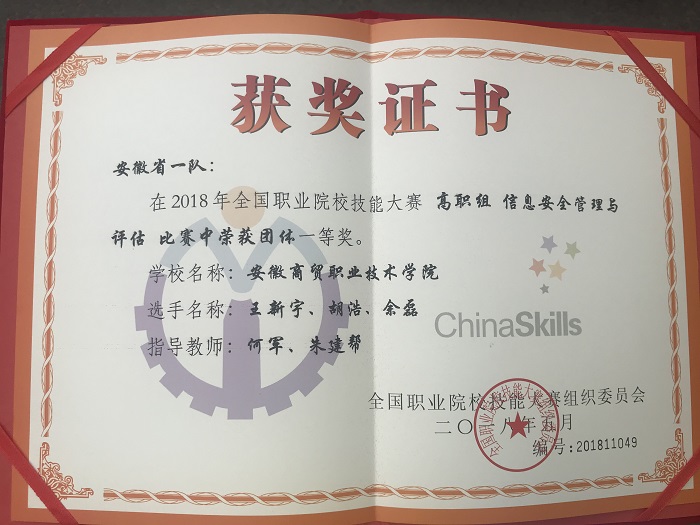 获奖证书
安徽省一队：
在2018年全国职业院校技能大赛 高职组 信息安全管理与
评估 比赛中荣获团体一等奖。
学校名称：安徽商贸职业技术学院
选手名称：王新宇、胡浩、余磊
指导教师：何军、朱建帮
ChinaSkills
全国职业院校技能大赛组织委员会
二〇一八年五月
编号:201811049